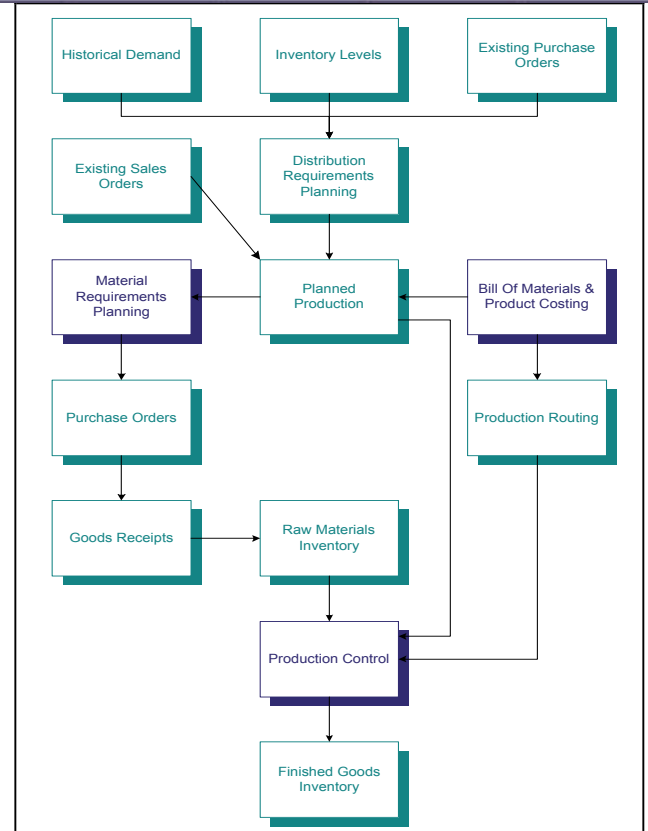 Historical Demand
Inventory Levels
Existing Purchase
Orders
Existing Sales
Orders
Distribution
Requirements
Planning
Material
Requirements
Planning
Planned
Production
Bill Of Materials &
Product Costing
Purchase Orders
Production Routing
Goods Receipts
Raw Materials
Inventory
Production Control
Finished Goods
Inventory